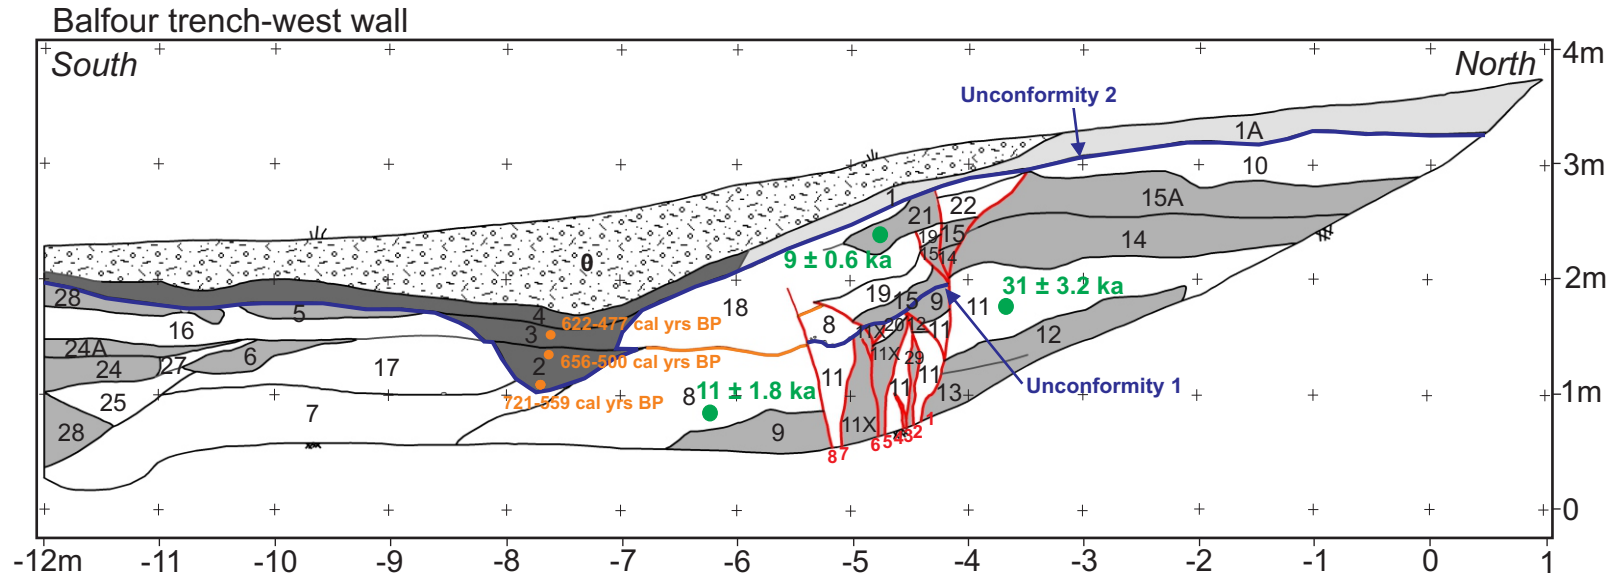 Balfour trench-west wall
South
North
4m
Unconformity 2
1A
10
3m
15A
1
21
22
15
14
19
15
14
θ
9 ± 0.6 ka
2m
28
5
4
3
622-477 cal yrs BP
18
19
15
9
11
31 ± 3.2 ka
16
8
1X
20
12
11
12
24A
24
27
6
17
2
656-500 cal yrs BP
11X
29
11
11
11
13
Unconformity 1
25
721-559 cal yrs BP
8
11 ± 1.8 ka
1m
28
7
9
11X
8
7
6
5
4
3
2
1
0
-12m
-11
-10
-9
-8
-7
-6
-5
-4
-3
-2
-1
0
1